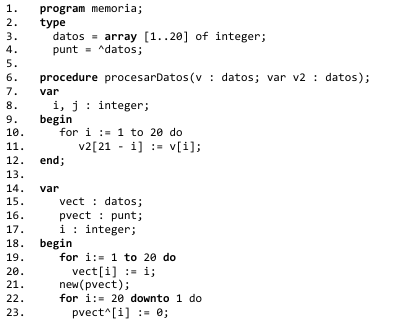 1. program memoria;
2. type
3.   datos = array [1..20] of integer;
4.   punt = ^datos;
5.
6. procedure procesarDatos(v : datos; var v2 : datos);
7. var
8.   i, j : integer;
9. begin
10.    for i := 1 to 20 do
11.       v2[21 - i] := v[i];
12. end;
13.
14. var
15.    vect : datos;
16.    pvect : punt;
17.    i : integer;
18. begin
19.    for i:= 1 to 20 do
20.      vect[i] := i;
21.    new(pvect);
22.    for i:= 20 downto 1 do
23.      pvect^[i] := 0;